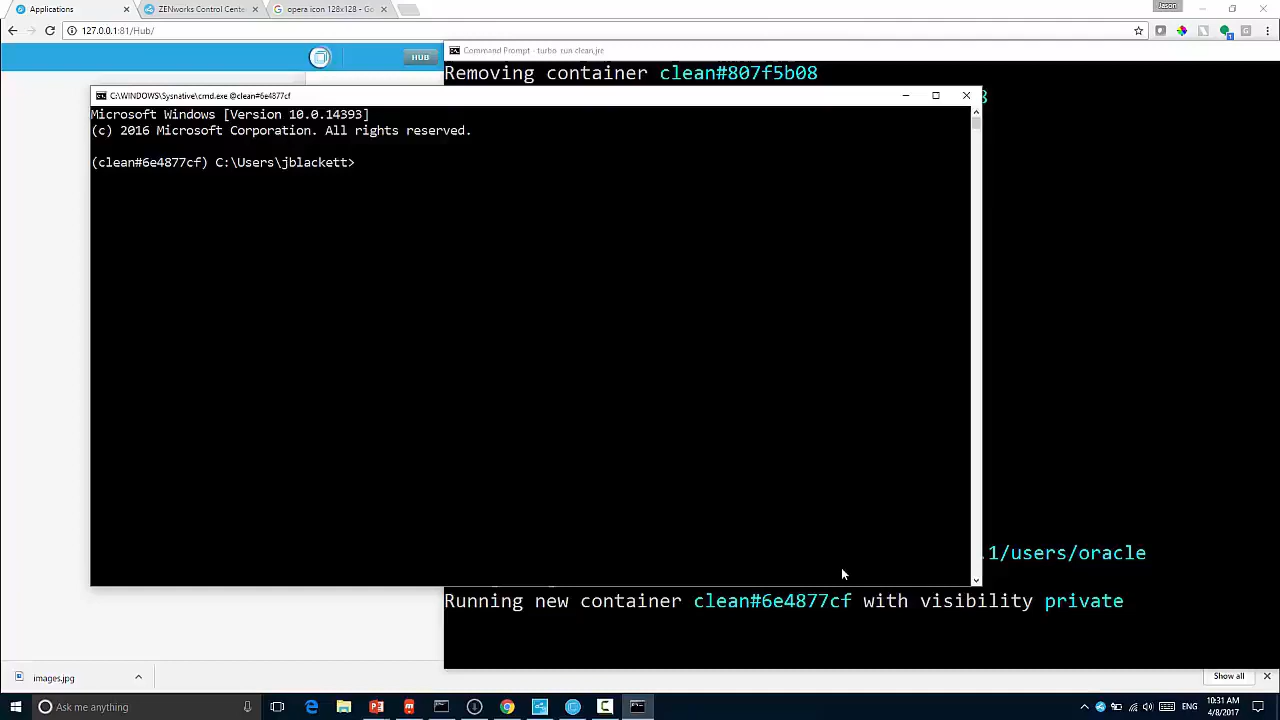 Applications
ZENworks Control Cente
opera icon 128x128 - Go
Jason
127.0.0.1:81/Hub/
HUB
Command Prompt - turbo run clean,jre
Removing container clean#807f5b08
C:\WINDOWS\Sysnative\cmd.exe @clean#6e4877cf
Microsoft Windows [Version 10.0.14393]
(c) 2016 Microsoft Corporation. All rights reserved.
(clean#6e4877cf) C:\Users\jblackett>
.1/users/oracle
Running new container clean#6e4877cf with visibility private
images.jpg
Show all
Ask me anything
ENG
10:31 AM
4/8/2017